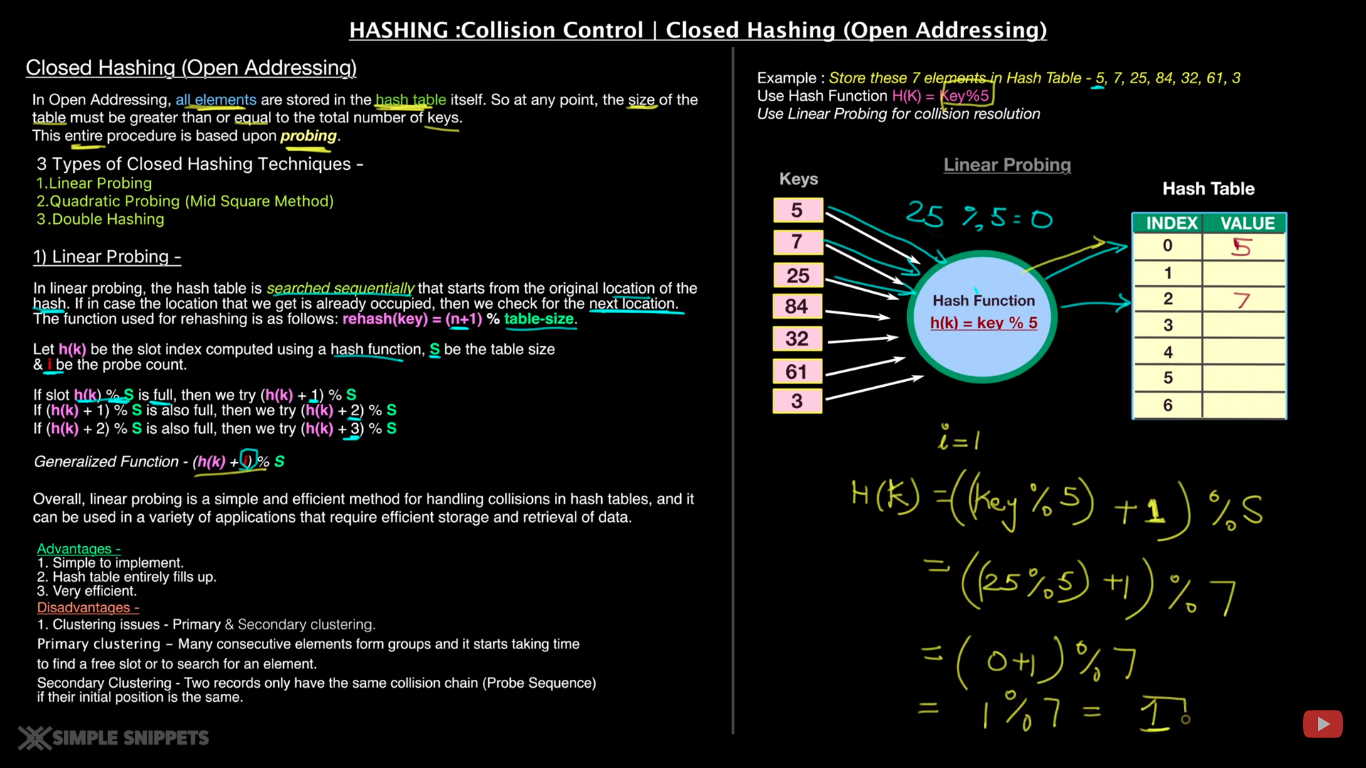 HASHING :Collision Control | Closed Hashing (Open Addressing)
Closed Hashing (Open Addressing)
In Open Addressing, all elements are stored in the hash table itself. So at any point, the size of the
table must be greater than or equal to the total number of keys.
This entire procedure is based upon probing.
3 Types of Closed Hashing Techniques -
1.Linear Probing
2.Quadratic Probing (Mid Square Method)
3.Double Hashing
1) Linear Probing -
In linear probing, the hash table is searched sequentially that starts from the original location of the
hash. If in case the location that we get is already occupied, then we check for the next location.
The function used for rehashing is as follows: rehash(key) = (n+1) % table-size.
Let h(k) be the slot index computed using a hash function, S be the table size
& i be the probe count.
If slot h(k) % S is full, then we try (h(k) + 1) % S
If (h(k) + 1) % S is also full, then we try (h(k) + 2) % S
If (h(k) + 2) % S is also full, then we try (h(k) + 3) % S
Generalized Function - (h(k) + i) % S
Overall, linear probing is a simple and efficient method for handling collisions in hash tables, and it
can be used in a variety of applications that require efficient storage and retrieval of data.
Advantages -
1. Simple to implement.
2. Hash table entirely fills up.
3. Very efficient.
Disadvantages -
1. Clustering issues - Primary & Secondary clustering.
Primary clustering – Many consecutive elements form groups and it starts taking time
to find a free slot or to search for an element.
Secondary Clustering - Two records only have the same collision chain (Probe Sequence)
if their initial position is the same.
SIMPLE SNIPPETS
Example : Store these 7 elements in Hash Table - 5, 7, 25, 84, 32, 61, 3
Use Hash Function H(K) = Key%5
Use Linear Probing for collision resolution
Linear Probing
Keys
5
7
25
84
32
61
3
25 % 5 = 0
Hash Function
h(k) = key % 5
Hash Table
INDEX VALUE
0 5
1
2 7
3
4
5
6
i = 1
H(K) = ((key % 5) + 1) % S
= ((25 % 5) + 1) % 7
= (0+1) % 7
= 1 % 7 = 1